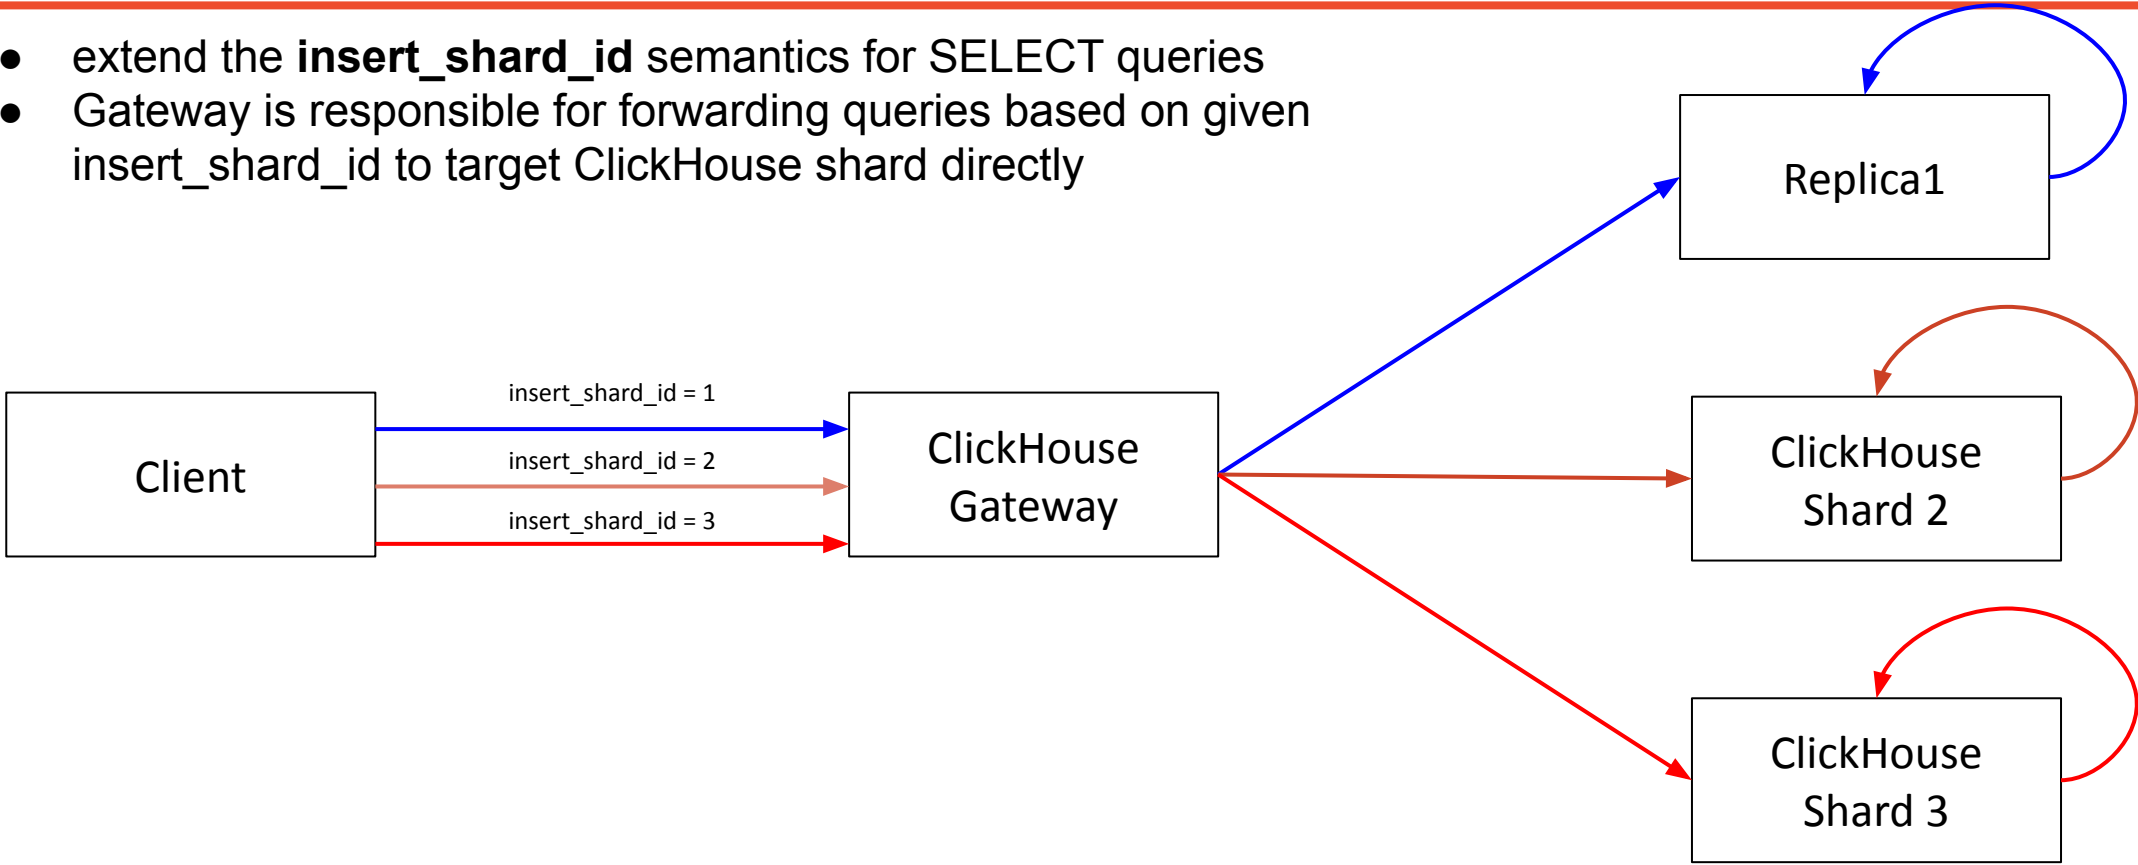 ● extend the insert_shard_id semantics for SELECT queries
● Gateway is responsible for forwarding queries based on given
insert_shard_id to target ClickHouse shard directly
Replica1
insert_shard_id = 1
Client
insert_shard_id = 2
insert_shard_id = 3
ClickHouse
Gateway
ClickHouse
Shard 2
ClickHouse
Shard 3